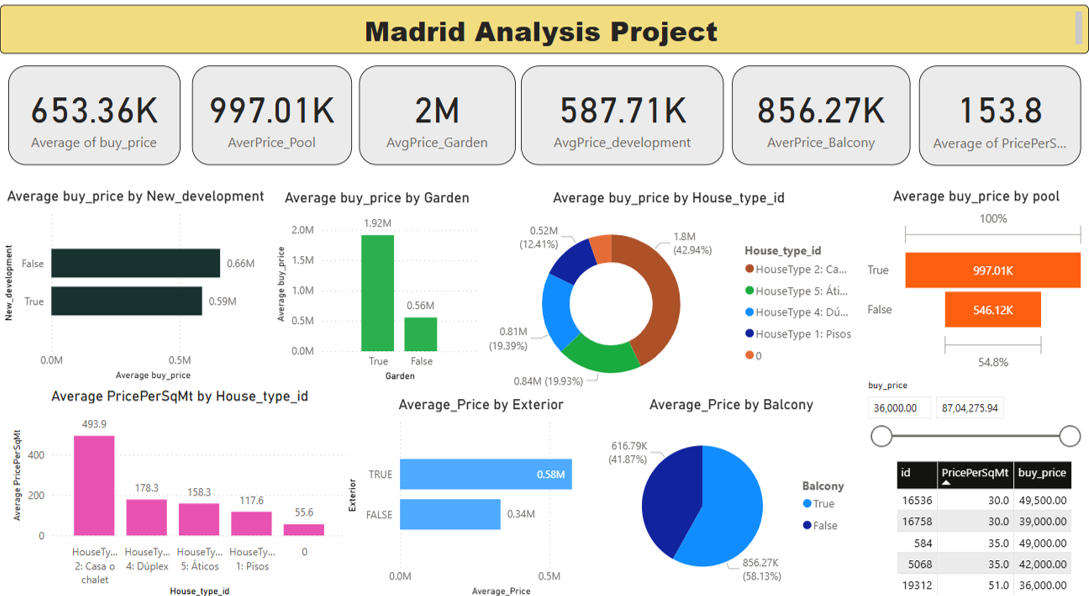 Madrid Analysis Project
653.36K
Average of buy_price
997.01K
AverPrice_Pool
2M
AvgPrice_Garden
587.71K
AvgPrice_development
856.27K
AverPrice_Balcony
153.8
Average of PricePerS...
Average buy_price by New_development
New_development
False
0.66M
True
0.59M
0.0M
0.5M
Average buy_price
Average buy_price by Garden
Average buy_price
2.0M
1.5M
1.0M
0.5M
0.0M
1.92M
0.56M
True
False
Garden
Average buy_price by House_type_id
0.52M
(12.41%)
1.8M
(42.94%)
0.81M
(19.39%)
0.84M (19.93%)
House_type_id
HouseType 2: Ca...
HouseType 5: Áti...
HouseType 4: Dú...
HouseType 1: Pisos
0
Average buy_price by pool
100%
True
997.01K
False
546.12K
54.8%
Average PricePerSqMt by House_type_id
Average PricePerSqMt
400
200
0
493.9
178.3
158.3
117.6
55.6
HouseTy...
2: Casa o
chalet
HouseTy...
4: Dúplex
HouseTy...
5: Áticos
HouseTy...
1: Pisos
0
House_type_id
Average_Price by Exterior
Exterior
TRUE
0.58M
FALSE
0.34M
0.0M
0.5M
Average_Price
Average_Price by Balcony
616.79K
(41.87%)
856.27K
(58.13%)
Balcony
True
False
buy_price
36,000.00
87,04,275.94
id PricePerSqMt buy_price
16536 30.0 49,500.00
16758 30.0 39,000.00
584 35.0 49,000.00
5068 35.0 42,000.00
19312 51.0 36,000.00